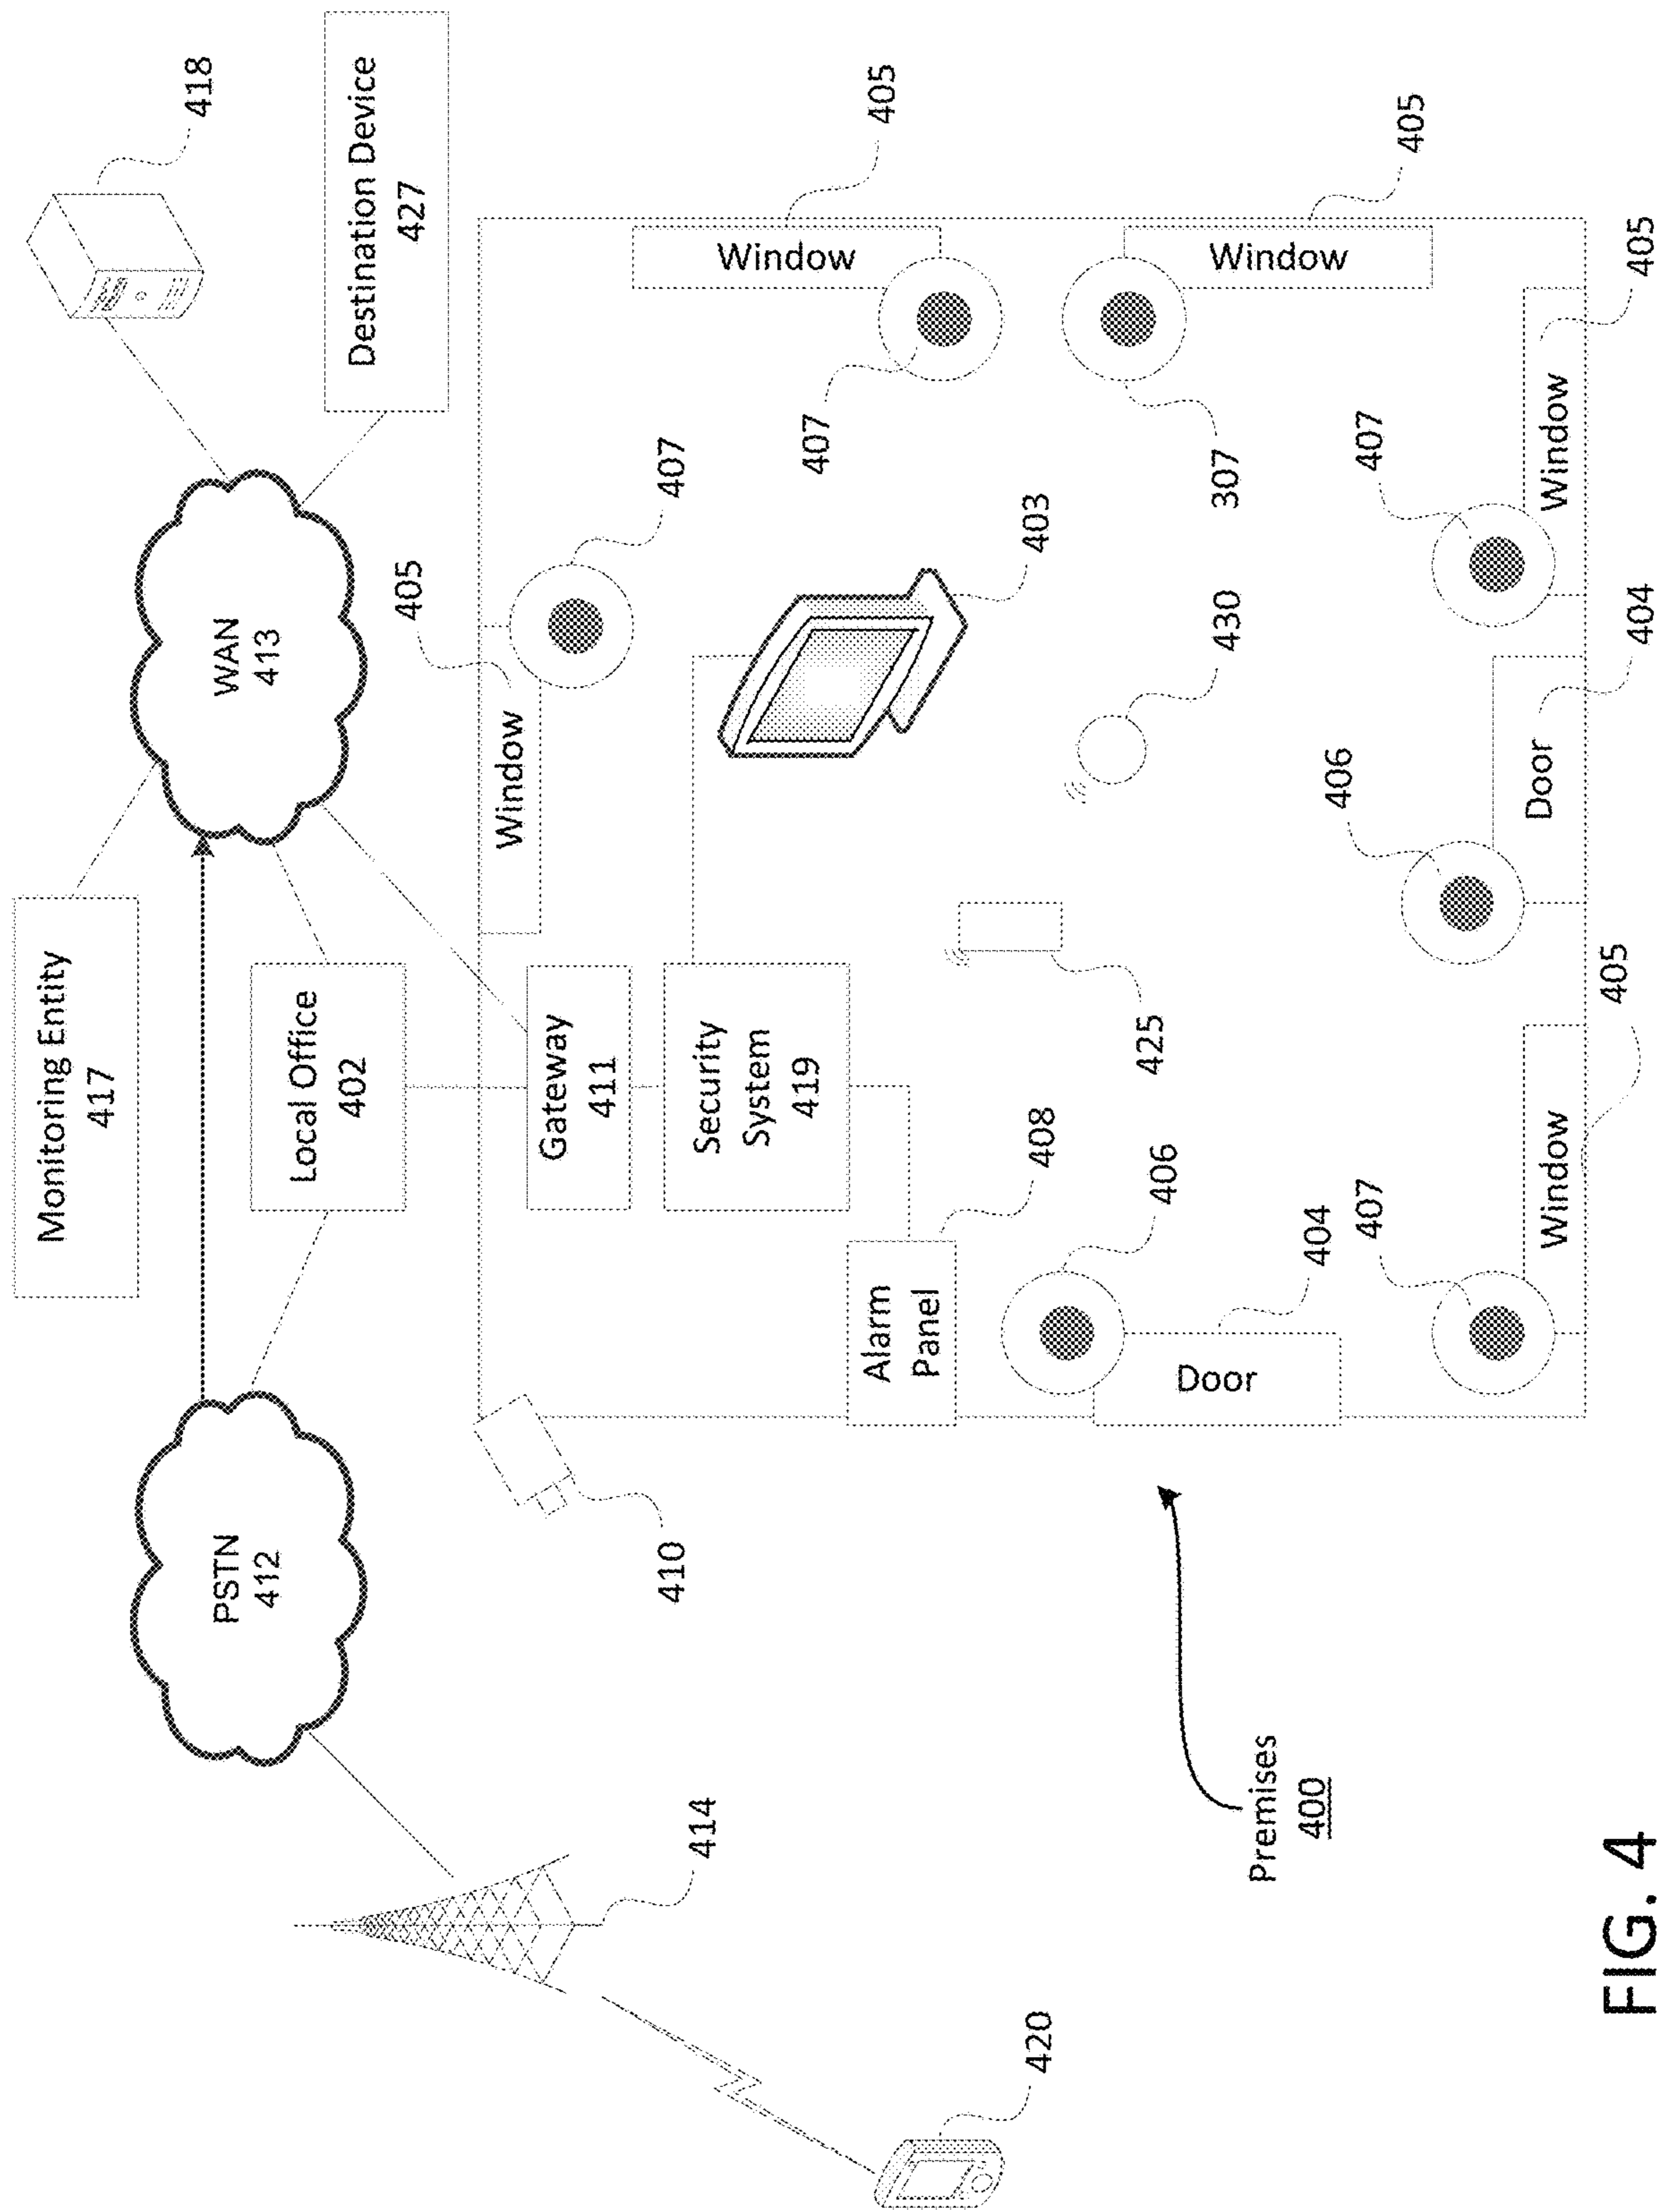 418
Destination Device
427
WAN
413
Monitoring Entity
417
Local Office
402
PSTN
412
414
420
410
Gateway
411
Security
System
419
Alarm
Panel
408
Window
405
407
403
Window
405
407
Window
405
307
Window
405
407
430
425
Door
404
406
Door
404
406
Window
405
407
Premises
400
FIG. 4